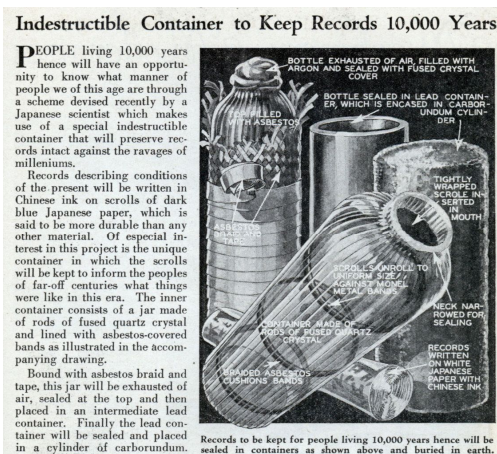 Indestructible Container to Keep Records 10,000 Years
PEOPLE living 10,000 years
hence will have an opportu-
nity to know what manner of
people we of this age are through
a scheme devised recently by a
Japanese scientist which makes
use of a special indestructible
container that will preserve rec-
ords intact against the ravages of
milleniums.
Records describing conditions
of the present will be written in
Chinese ink on scrolls of dark
blue Japanese paper, which is
said to be more durable than any
other material. Of especial in-
terest in this project is the unique
container in which the scrolls
will be kept to inform the peoples
of far-off centuries what things
were like in this era. The inner
container consists of a jar made
of rods of fused quartz crystal
and lined with asbestos-covered
bands as illustrated in the accom-
panying drawing.
Bound with asbestos braid and
tape, this jar will be exhausted of
air, sealed at the top and then
placed in an intermediate lead
container. Finally the lead con-
tainer will be sealed and placed
in a cylinder of carborundum.
BOTTLE EXHAUSTED OF AIR, FILLED WITH
ARGON AND SEALED WITH FUSED CRYSTAL
COVER
BOTTLE SEALED IN LEAD CONTAIN-
ER, WHICH IS ENCASED IN CARBOR-
UNDUM CYLIN-
DER
FILLED
WITH ASBESTOS
ASBESTOS
BRAID AND
TAPE
TIGHTLY
WRAPPED
SCROLE IN-
SERTED
IN
MOUTH
SCROLLS UNROLL TO
UNIFORM SIZE
AGAINST MONEL
METAL BANDS
NECK NAR-
ROWED FOR
SEALING
CONTAINER MADE OF
RODS OF FUSED QUARTZ
CRYSTAL
BRAIDED ASBESTOS
CUSHIONS BANDS
RECORDS
WRITTEN
ON WHITE
JAPANESE
PAPER WITH
CHINESE INK
Records to be kept for people living 10,000 years hence will be
sealed in containers as shown above and buried in earth.